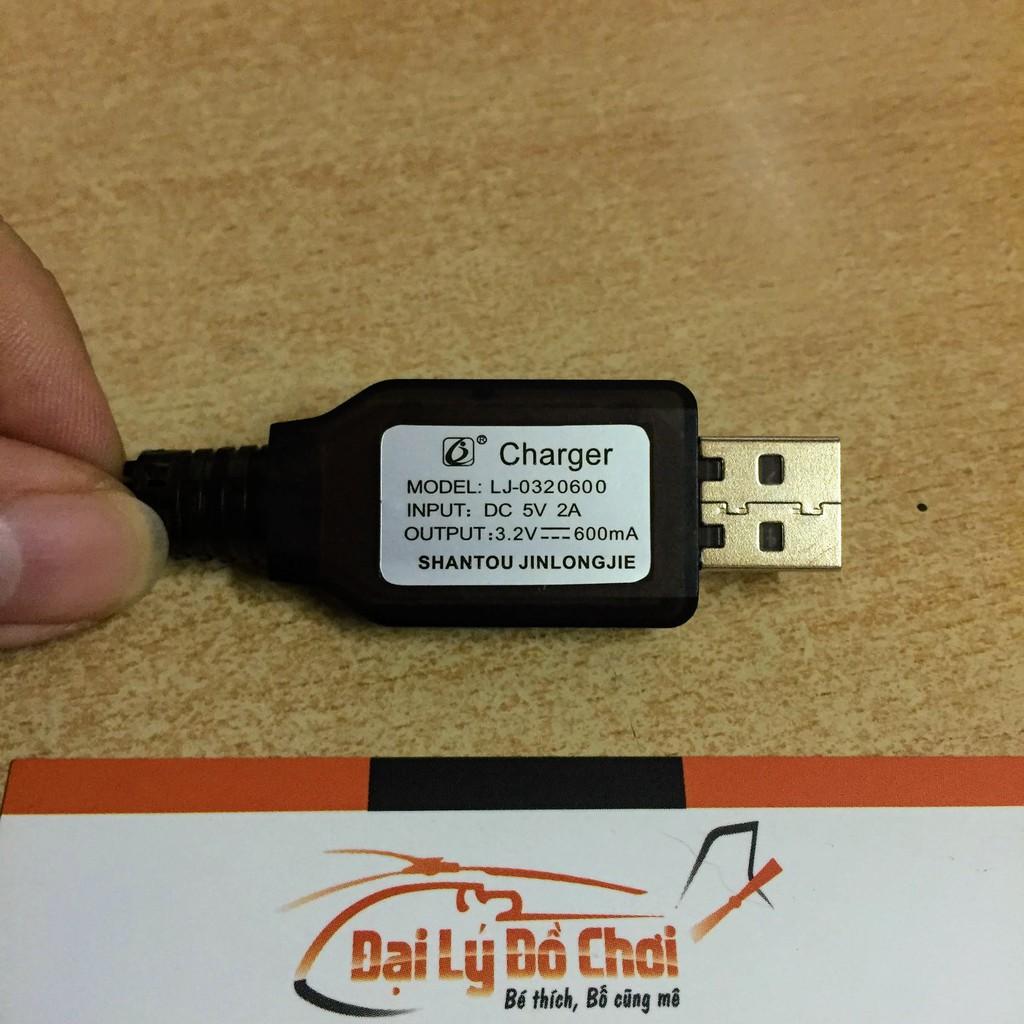 ® Charger
MODEL: LJ-0320600
INPUT: DC 5V 2A
OUTPUT:3.2V⎓600mA
SHANTOU JINLONGJIE
Đại Lý Đồ Chơi
Bé thích, Bố cũng mê